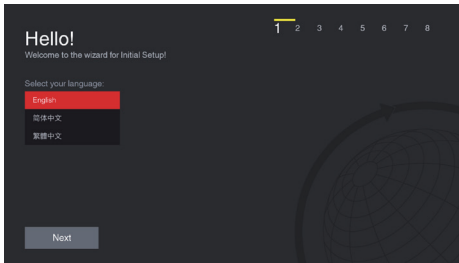 Hello!
Welcome to the wizard for Initial Setup!
1 2 3 4 5 6 7 8
Select your language:
English
简体中文
繁體中文
Next